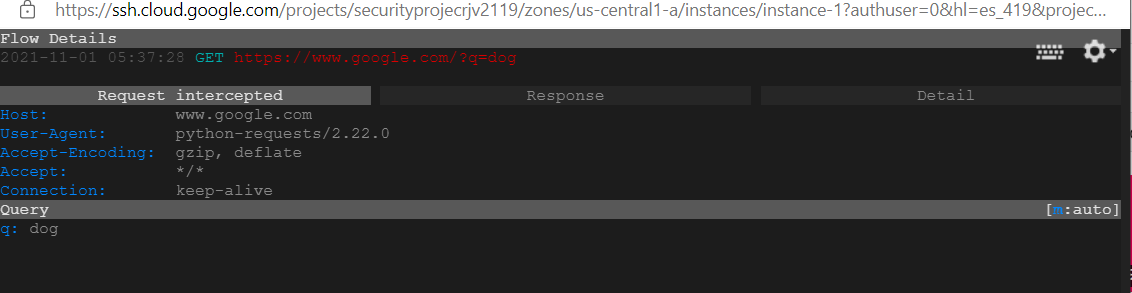 https://ssh.cloud.google.com/projects/securityprojecrjv2119/zones/us-central1-a/instances/instance-1?authuser=0&hl=es_419&projec...
Flow Details
2021-11-01 05:37:28 GET https://www.google.com/?q=dog
Request intercepted Response Detail
Host: www.google.com
User-Agent: python-requests/2.22.0
Accept-Encoding: gzip, deflate
Accept: */*
Connection: keep-alive
Query [m:auto]
q: dog